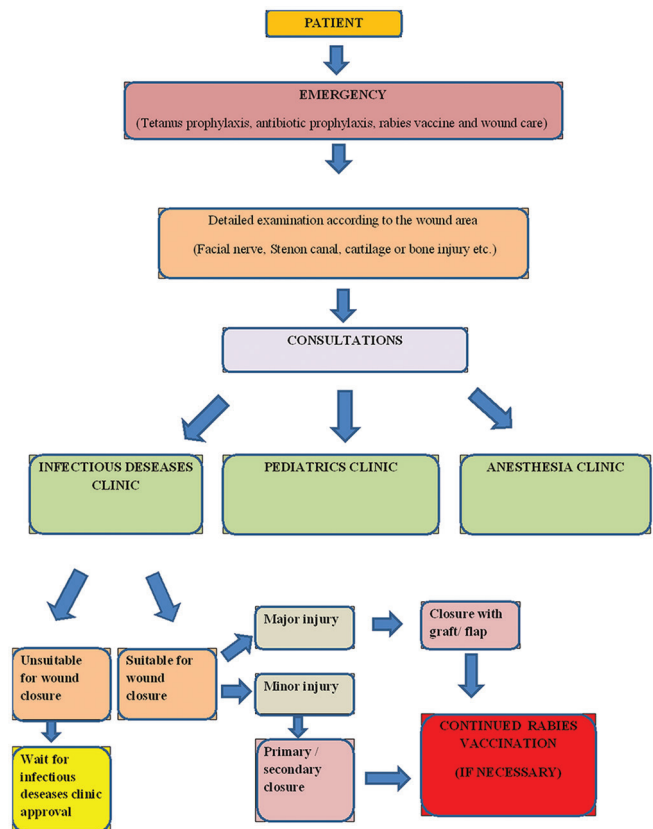 PATIENT
EMERGENCY
(Tetanus prophylaxis, antibiotic prophylaxis, rabies vaccine and wound care)
Detailed examination according to the wound area
(Facial nerve, Stenon canal, cartilage or bone injury etc.)
CONSULTATIONS
INFECTIOUS DESEASES
CLINIC
PEDIATRICS CLINIC
ANESTHESIA CLINIC
Unsuitable
for wound
closure
Suitable for
wound
closure
Major injury
Closure with
graft/ flap
Minor injury
Wait for
infectious
deseases clinic
approval
Primary /
secondary
closure
CONTINUED RABIES
VACCINATION
(IF NECESSARY)